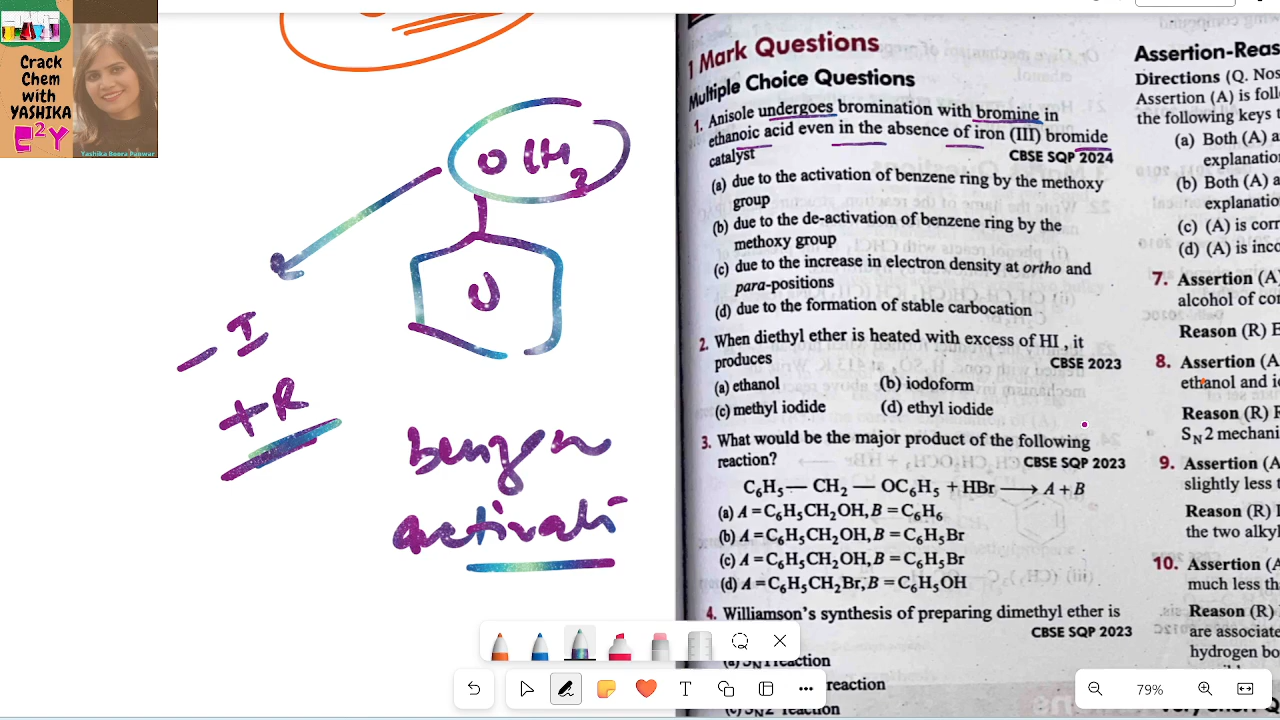 Crack
Chem
with
YASHIKA
E²Y
Yashika Boora Panwar
OCH3
- I
+R
benzen
activati
1 Mark Questions
Multiple Choice Questions
1. Anisole undergoes bromination with bromine in
ethanoic acid even in the absence of iron (III) bromide
catalyst
CBSE SQP 2024
(a) due to the activation of benzene ring by the methoxy
group
(b) due to the de-activation of benzene ring by the
methoxy group
(c) due to the increase in electron density at ortho and
para-positions
(d) due to the formation of stable carbocation
2. When diethyl ether is heated with excess of HI , it
produces
CBSE 2023
(a) ethanol (b) iodoform
(c) methyl iodide (d) ethyl iodide
3. What would be the major product of the following
reaction?
CBSE SQP 2023
C6H5— CH2 — OC6H5 + HBr ⟶ A + B
(a) A = C6H5CH2OH, B = C6H6
(b) A = C6H5CH2OH, B = C6H5Br
(c) A = C6H5CH2OH, B = C6H5Br
(d) A = C6H5CH2Br, B = C6H5OH
4. Williamson's synthesis of preparing dimethyl ether is
CBSE SQP 2023
reaction
reaction
reaction
Assertion-Reas
Directions (Q. Nos
Assertion (A) is foll
the following keys t
(a) Both (A) a
explanation
(b) Both (A) a
explanation
(c) (A) is corr
(d) (A) is inco
7. Assertion (A
alcohol of con
Reason (R) E
8. Assertion (A
ethanol and i
Reason (R) F
SN2 mechani
9. Assertion (A
slightly less t
Reason (R)
the two alkyl
10. Assertion (A
much less tha
Reason (R)
are associate
hydrogen bo
79%